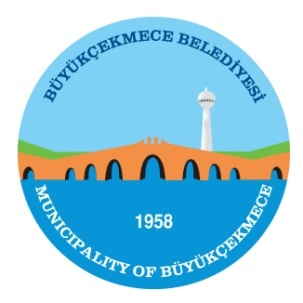 BÜYÜKÇEKMECE BELEDİYESİ
1958
MUNICIPALITY OF BÜYÜKÇEKMECE